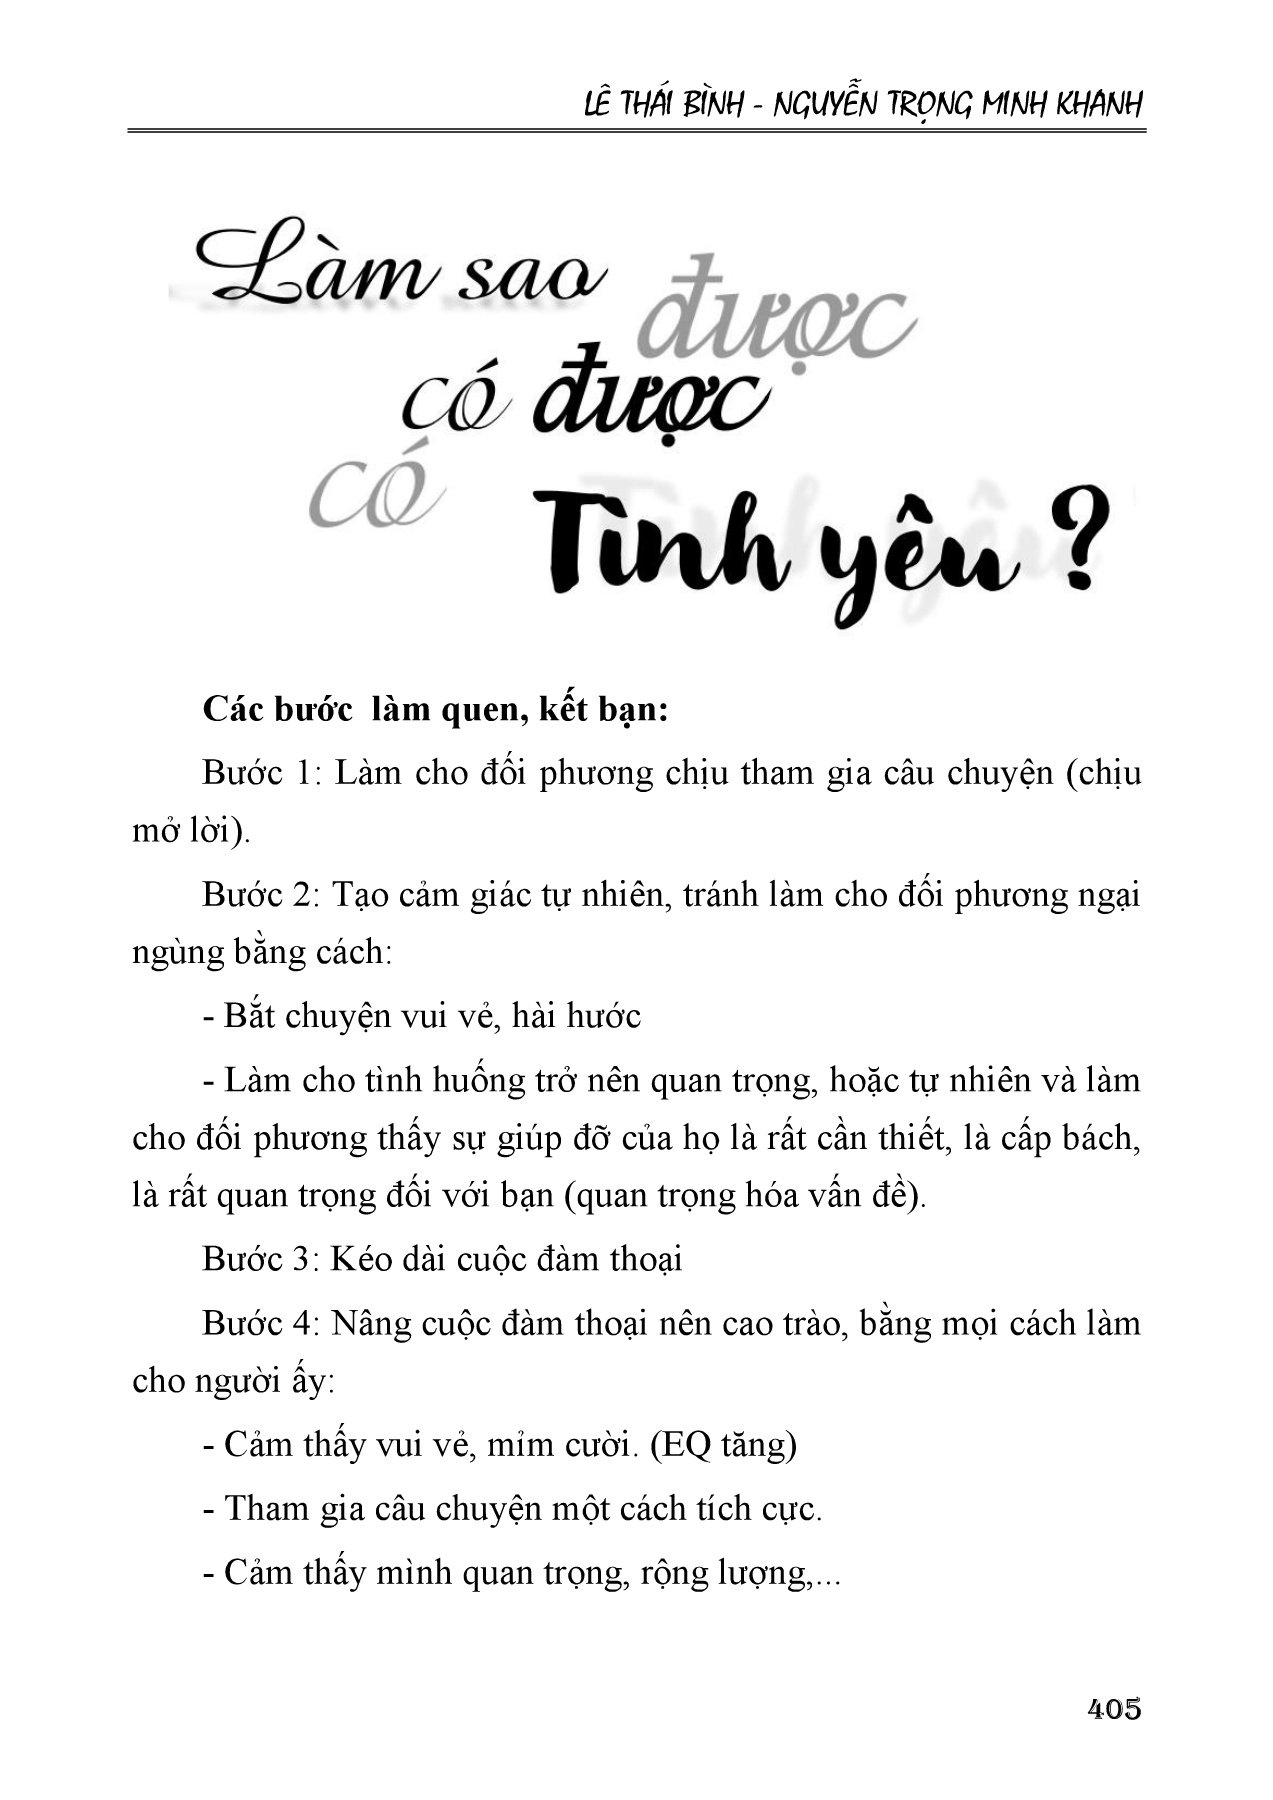 LÊ THÁI BÌNH - NGUYỄN TRỌNG MINH KHANH
Làm sao được
có được
có
Tình yêu ?
Các bước  làm quen, kết bạn:
Bước 1: Làm cho đối phương chịu tham gia câu chuyện (chịu
mở lời).
Bước 2: Tạo cảm giác tự nhiên, tránh làm cho đối phương ngại
ngùng bằng cách:
- Bắt chuyện vui vẻ, hài hước
- Làm cho tình huống trở nên quan trọng, hoặc tự nhiên và làm
cho đối phương thấy sự giúp đỡ của họ là rất cần thiết, là cấp bách,
là rất quan trọng đối với bạn (quan trọng hóa vấn đề).
Bước 3: Kéo dài cuộc đàm thoại
Bước 4: Nâng cuộc đàm thoại nên cao trào, bằng mọi cách làm
cho người ấy:
- Cảm thấy vui vẻ, mỉm cười. (EQ tăng)
- Tham gia câu chuyện một cách tích cực.
- Cảm thấy mình quan trọng, rộng lượng,...
405